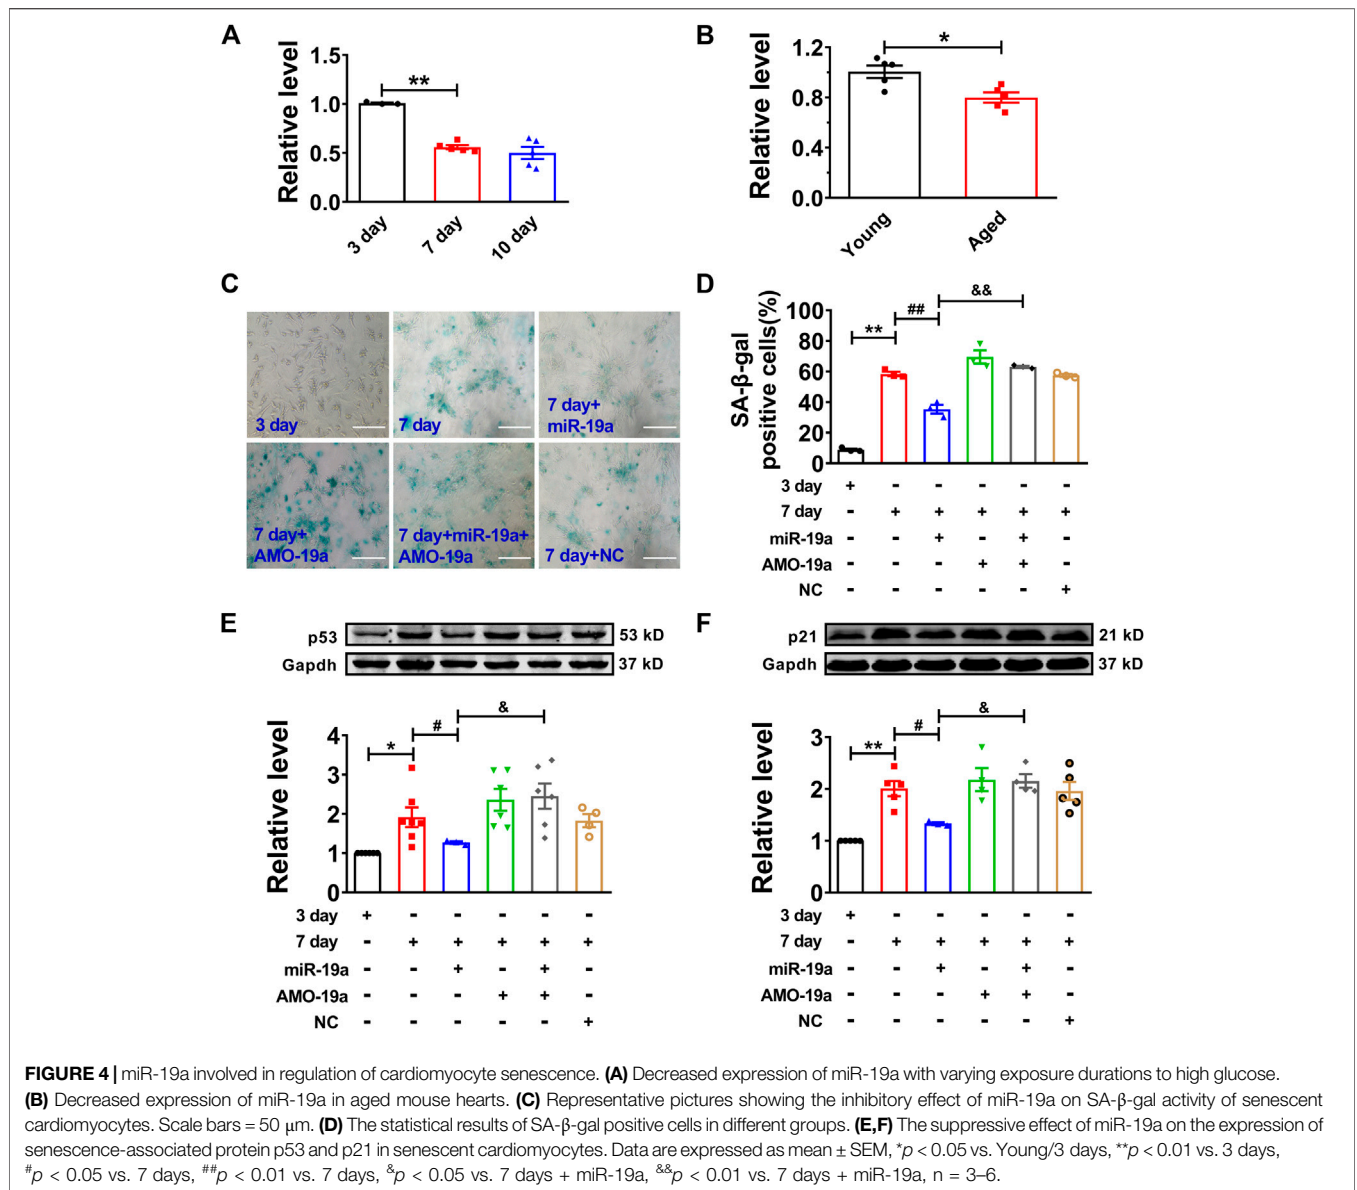 A
Relative level
1.5
1.0
0.5
0.0
**
3 day
7 day
10 day
B
Relative level
1.2
0.8
0.4
0.0
*
Young
Aged
C
3 day
7 day
7 day+
miR-19a
7 day+
AMO-19a
7 day+miR-19a+
AMO-19a
7 day+NC
D
SA-β-gal
positive cells(%)
100
80
60
40
20
0
**
##
&&
3 day + - - - - -
7 day - + + + + +
miR-19a - - + - + -
AMO-19a - - - + + -
NC - - - - - +
E
p53 53 kD
Gapdh 37 kD
Relative level
4
3
2
1
0
*
#
&
3 day + - - - - -
7 day - + + + + +
miR-19a - - + - + -
AMO-19a - - - + + -
NC - - - - - +
F
p21 21 kD
Gapdh 37 kD
Relative level
3
2
1
0
**
#
&
3 day + - - - - -
7 day - + + + + +
miR-19a - - + - + -
AMO-19a - - - + + -
NC - - - - - +
FIGURE 4 | miR-19a involved in regulation of cardiomyocyte senescence. (A) Decreased expression of miR-19a with varying exposure durations to high glucose.
(B) Decreased expression of miR-19a in aged mouse hearts. (C) Representative pictures showing the inhibitory effect of miR-19a on SA-β-gal activity of senescent
cardiomyocytes. Scale bars = 50 μm. (D) The statistical results of SA-β-gal positive cells in different groups. (E,F) The suppressive effect of miR-19a on the expression of
senescence-associated protein p53 and p21 in senescent cardiomyocytes. Data are expressed as mean ± SEM, *p < 0.05 vs. Young/3 days, **p < 0.01 vs. 3 days,
#p < 0.05 vs. 7 days, ##p < 0.01 vs. 7 days, &p < 0.05 vs. 7 days + miR-19a, &&p < 0.01 vs. 7 days + miR-19a, n = 3–6.